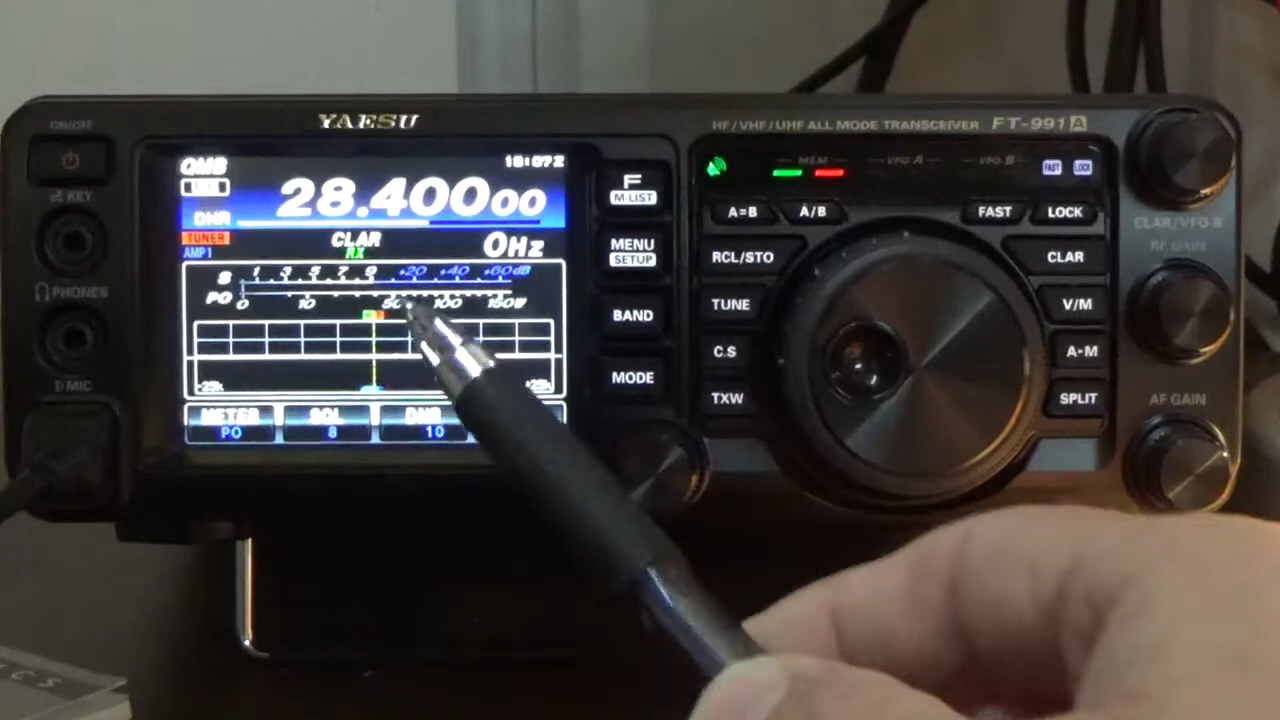 YAESU
HF/VHF/UHF ALL MODE TRANSCEIVER FT-991A
ON/OFF
KEY
PHONES
MIC
QMB
28.400 00
DNR
TUNER
AMP1
CLAR
RX
0Hz
S 1 3 5 7 9 +20 +40 +60dB
PO 0 10 50 100 150W
-25k
+25k
METER
PO
SQL
8
DNR
10
F
M-LIST
MENU
SETUP
BAND
MODE
MEM
VFO-A
VFO-B
FAST
LOCK
A=B
A/B
FAST
LOCK
RCL/STO
CLAR
TUNE
V/M
C.S
A▸M
TXW
SPLIT
CLAR/VFO-B
RF GAIN
AF GAIN
I C S